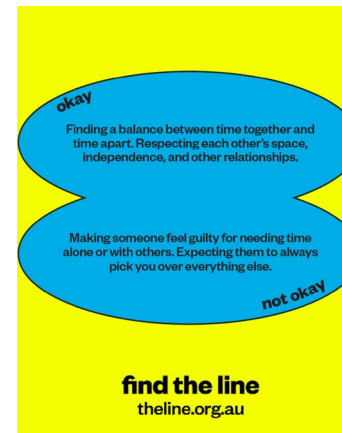 okay
Finding a balance between time together and
time apart. Respecting each other's space,
independence, and other relationships.
Making someone feel guilty for needing time
alone or with others. Expecting them to always
pick you over everything else.
not okay
find the line
theline.org.au